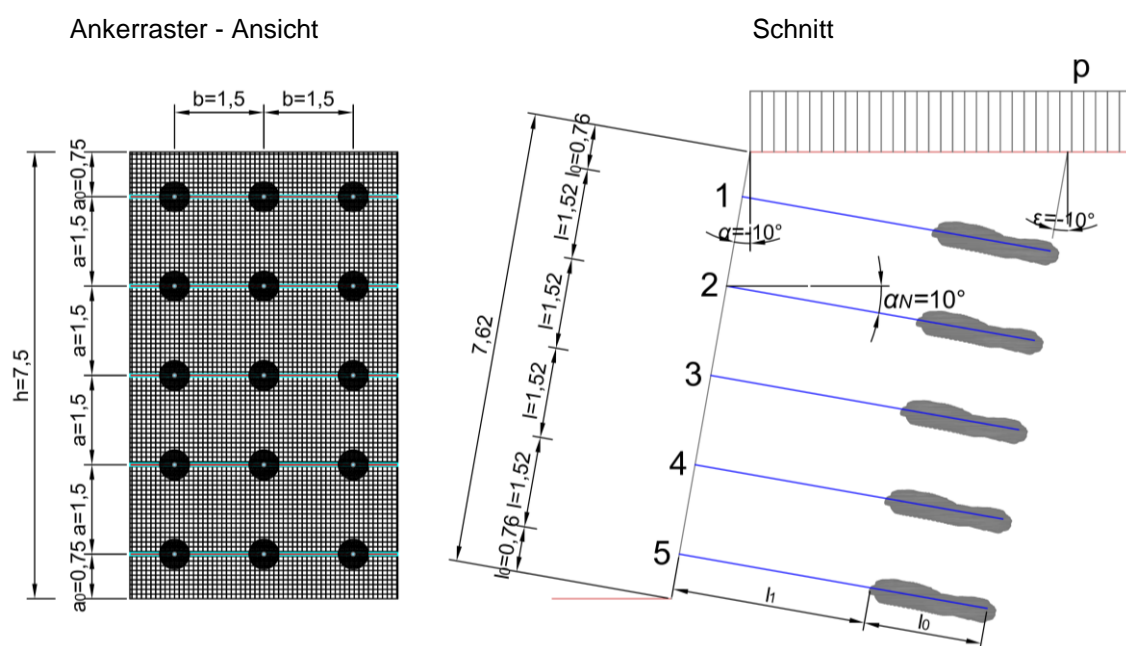 Ankerraster - Ansicht
Schnitt
b=1,5
b=1,5
p
h=7,5
a0=0,75
a=1,5
a=1,5
a=1,5
a=1,5
a0=0,75
7,62
l0=0,76
l=1,52
l=1,52
l=1,52
l=1,52
l0=0,76
1
2
3
4
5
α=-10°
ε=-10°
αN=10°
l1
l0